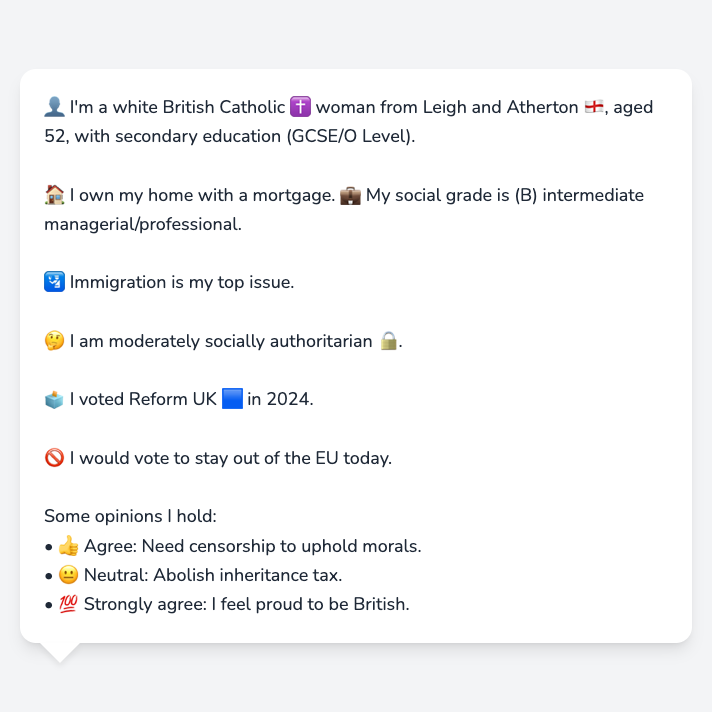 👤 I'm a white British Catholic ✝️ woman from Leigh and Atherton 🏴󠁧󠁢󠁥󠁮󠁧󠁿, aged
52, with secondary education (GCSE/O Level).
🏠 I own my home with a mortgage. 💼 My social grade is (B) intermediate
managerial/professional.
🛂 Immigration is my top issue.
🤔 I am moderately socially authoritarian 🔒.
🗳️ I voted Reform UK 🟦 in 2024.
🚫 I would vote to stay out of the EU today.
Some opinions I hold:
• 👍 Agree: Need censorship to uphold morals.
• 😐 Neutral: Abolish inheritance tax.
• 💯 Strongly agree: I feel proud to be British.